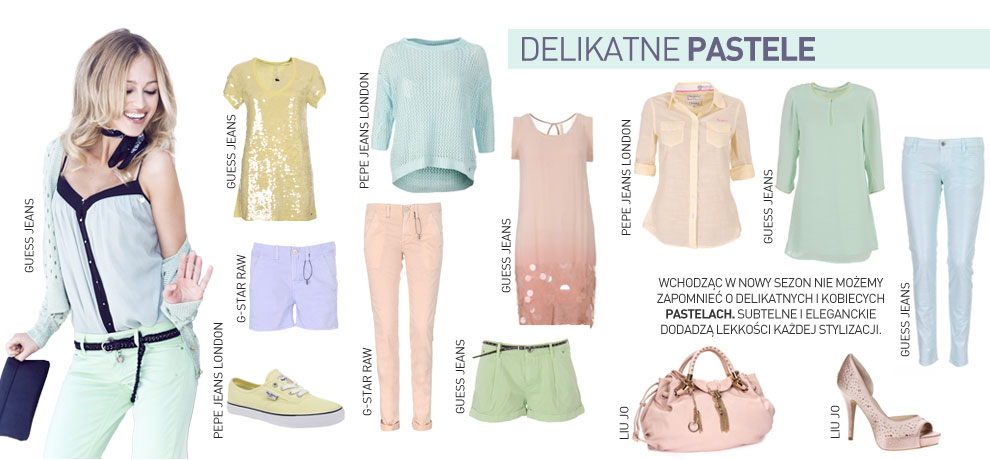 DELIKATNE PASTELE
GUESS JEANS
GUESS JEANS
PEPE JEANS LONDON
GUESS JEANS
PEPE JEANS LONDON
GUESS JEANS
G-STAR RAW
WCHODZĄC W NOWY SEZON NIE MOŻEMY
ZAPOMNIEĆ O DELIKATNYCH I KOBIECYCH
PASTELACH. SUBTELNE I ELEGANCKIE
DODADZĄ LEKKOŚCI KAŻDEJ STYLIZACJI.
GUESS JEANS
PEPE JEANS LONDON
G-STAR RAW
GUESS JEANS
LIU JO
LIU JO